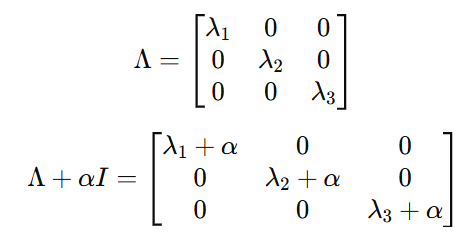 Λ = [λ₁ 0 0
0 λ₂ 0
0 0 λ₃]
Λ + αI = [λ₁ + α 0 0
0 λ₂ + α 0
0 0 λ₃ + α]